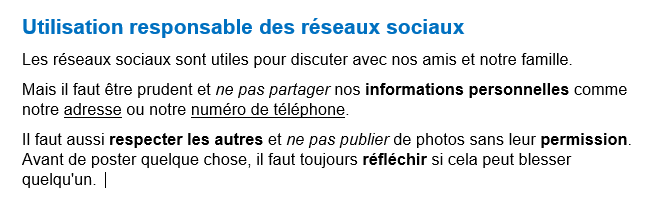 Utilisation responsable des réseaux sociaux
Les réseaux sociaux sont utiles pour discuter avec nos amis et notre famille.
Mais il faut être prudent et ne pas partager nos informations personnelles comme
notre adresse ou notre numéro de téléphone.
Il faut aussi respecter les autres et ne pas publier de photos sans leur permission.
Avant de poster quelque chose, il faut toujours réfléchir si cela peut blesser
quelqu'un.